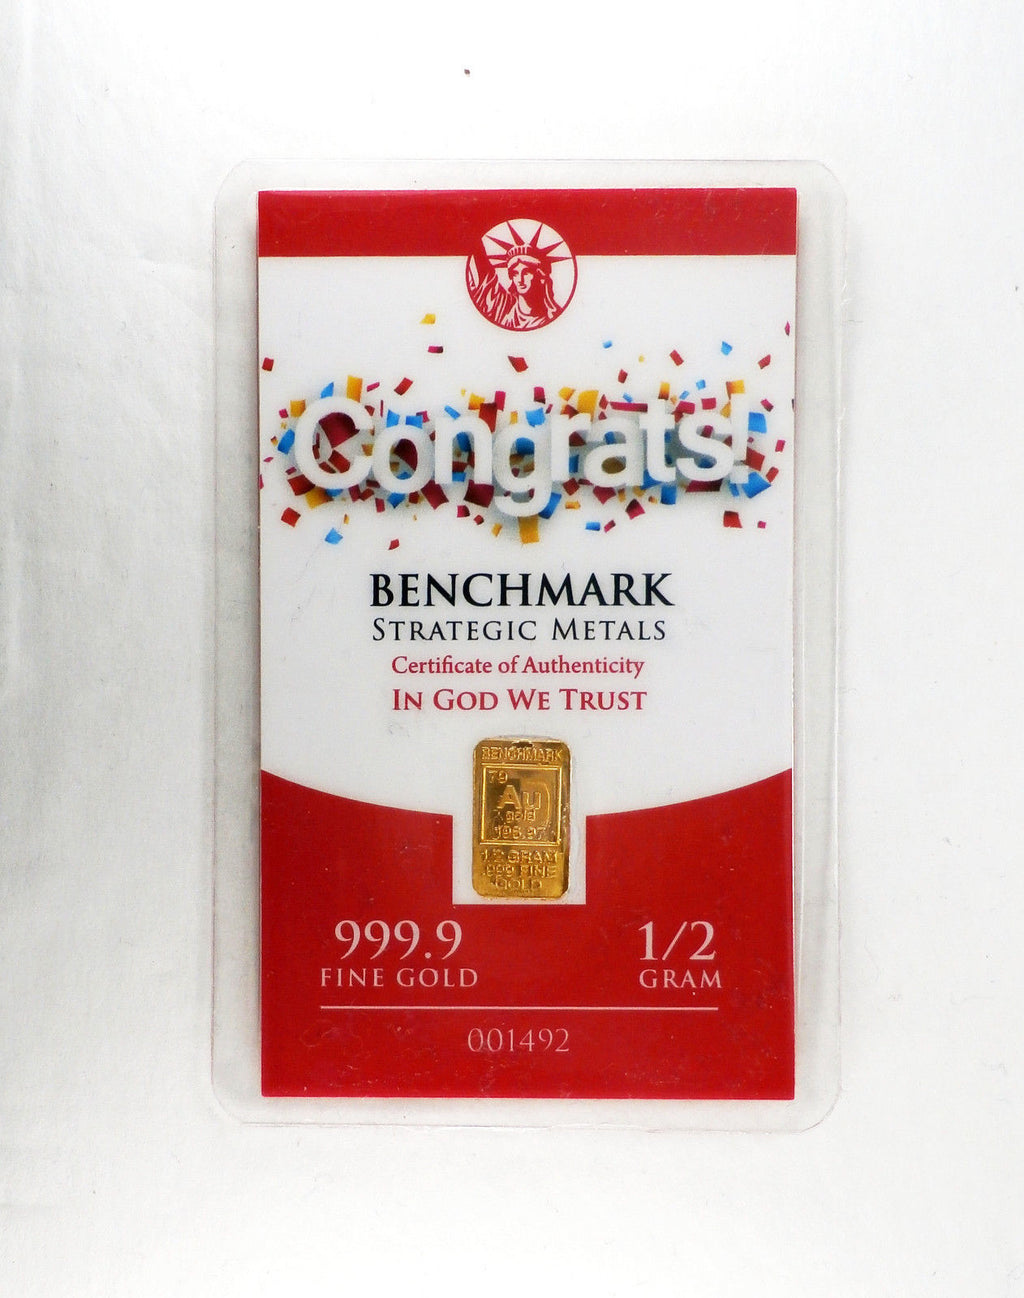 Congrats!
BENCHMARK
STRATEGIC METALS
Certificate of Authenticity
IN GOD WE TRUST
BENCHMARK
79
Au
gold
196.97
1/2 GRAM
999 FINE
GOLD
999.9
FINE GOLD
1/2
GRAM
001492